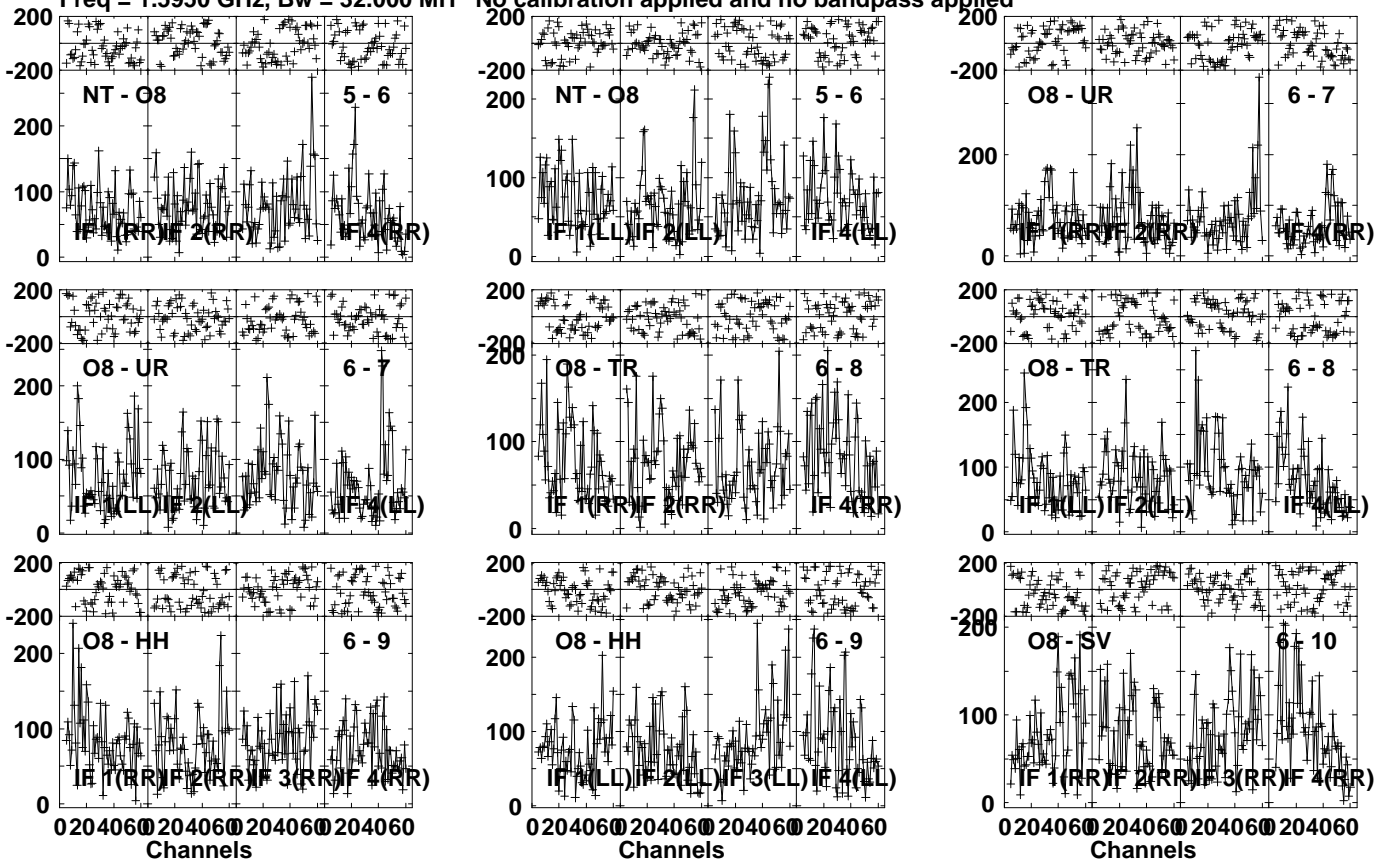 Freq = 1.5950 GHz, Bw = 32.000 MH No calibration applied and no bandpass applied
200
-200
NT - O8 5 - 6
200
100
0
IF 1(RR) IF 2(RR) IF 4(RR)
200
-200
NT - O8 5 - 6
200
100
0
IF 1(LL) IF 2(LL) IF 4(LL)
200
-200
O8 - UR 6 - 7
200
0
IF 1(RR) IF 2(RR) IF 4(RR)
200
-200
O8 - UR 6 - 7
200
100
0
IF 1(LL) IF 2(LL) IF 4(LL)
200
-200
O8 - TR 6 - 8
200
100
0
IF 1(RR) IF 2(RR) IF 4(RR)
200
-200
O8 - TR 6 - 8
200
100
0
IF 1(LL) IF 2(LL) IF 4(LL)
200
-200
O8 - HH 6 - 9
200
100
0
IF 1(RR) IF 2(RR) IF 3(RR) IF 4(RR)
0 20 40 60 0 20 40 60 0 20 40 60 0 20 40 60
Channels
200
-200
O8 - HH 6 - 9
200
100
0
IF 1(LL) IF 2(LL) IF 3(LL) IF 4(LL)
0 20 40 60 0 20 40 60 0 20 40 60 0 20 40 60
Channels
200
-200
O8 - SV 6 - 10
200
100
0
IF 1(RR) IF 2(RR) IF 3(RR) IF 4(RR)
0 20 40 60 0 20 40 60 0 20 40 60 0 20 40 60
Channels